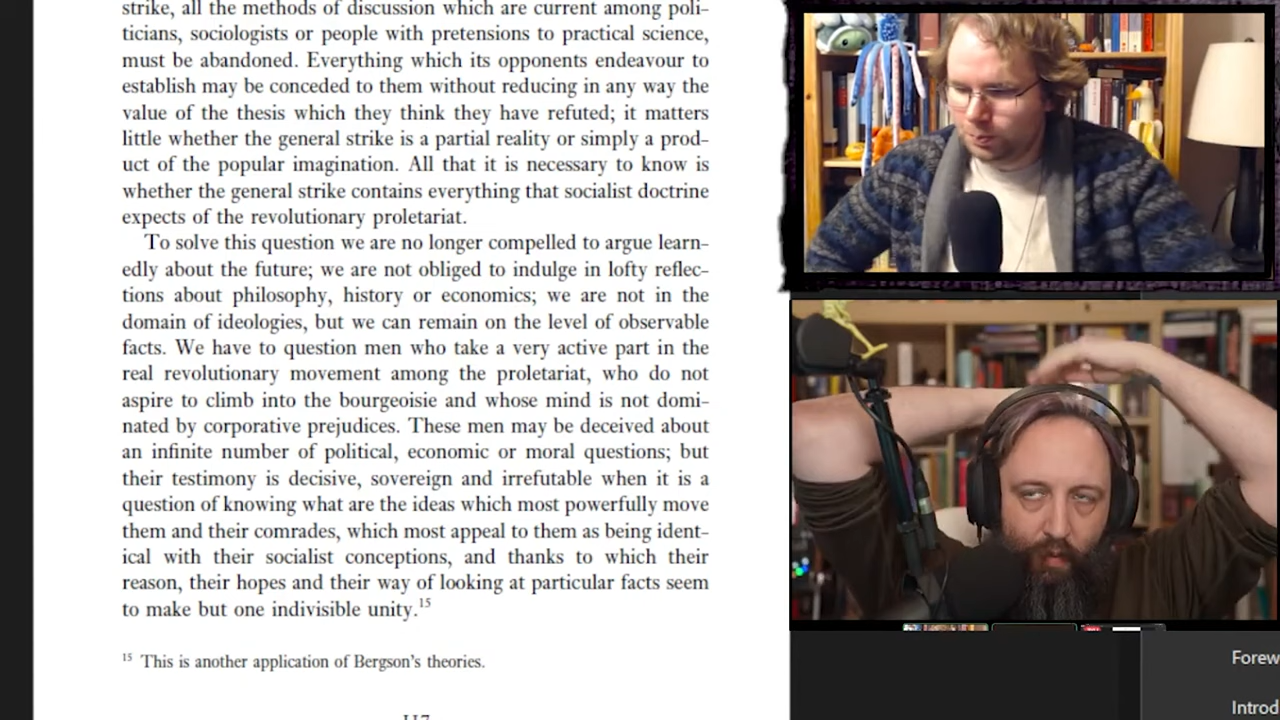 strike, all the methods of discussion which are current among poli-
ticians, sociologists or people with pretensions to practical science,
must be abandoned. Everything which its opponents endeavour to
establish may be conceded to them without reducing in any way the
value of the thesis which they think they have refuted; it matters
little whether the general strike is a partial reality or simply a prod-
uct of the popular imagination. All that it is necessary to know is
whether the general strike contains everything that socialist doctrine
expects of the revolutionary proletariat.
To solve this question we are no longer compelled to argue learn-
edly about the future; we are not obliged to indulge in lofty reflec-
tions about philosophy, history or economics; we are not in the
domain of ideologies, but we can remain on the level of observable
facts. We have to question men who take a very active part in the
real revolutionary movement among the proletariat, who do not
aspire to climb into the bourgeoisie and whose mind is not domi-
nated by corporative prejudices. These men may be deceived about
an infinite number of political, economic or moral questions; but
their testimony is decisive, sovereign and irrefutable when it is a
question of knowing what are the ideas which most powerfully move
them and their comrades, which most appeal to them as being ident-
ical with their socialist conceptions, and thanks to which their
reason, their hopes and their way of looking at particular facts seem
to make but one indivisible unity.15
15 This is another application of Bergson's theories.
117
Forew
Introd